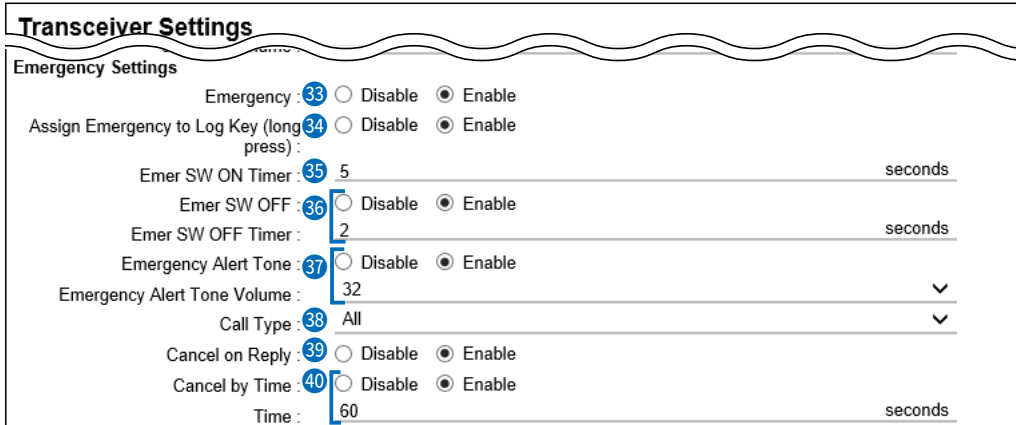 Transceiver Settings
Emergency Settings
Emergency : 33 Disable Enable
Assign Emergency to Log Key (long 34 Disable Enable
press) :
Emer SW ON Timer : 35 5 seconds
Emer SW OFF : 36 Disable Enable
Emer SW OFF Timer : 2 seconds
Emergency Alert Tone : 37 Disable Enable
Emergency Alert Tone Volume : 32
Call Type : 38 All
Cancel on Reply : 39 Disable Enable
Cancel by Time : 40 Disable Enable
Time : 60 seconds